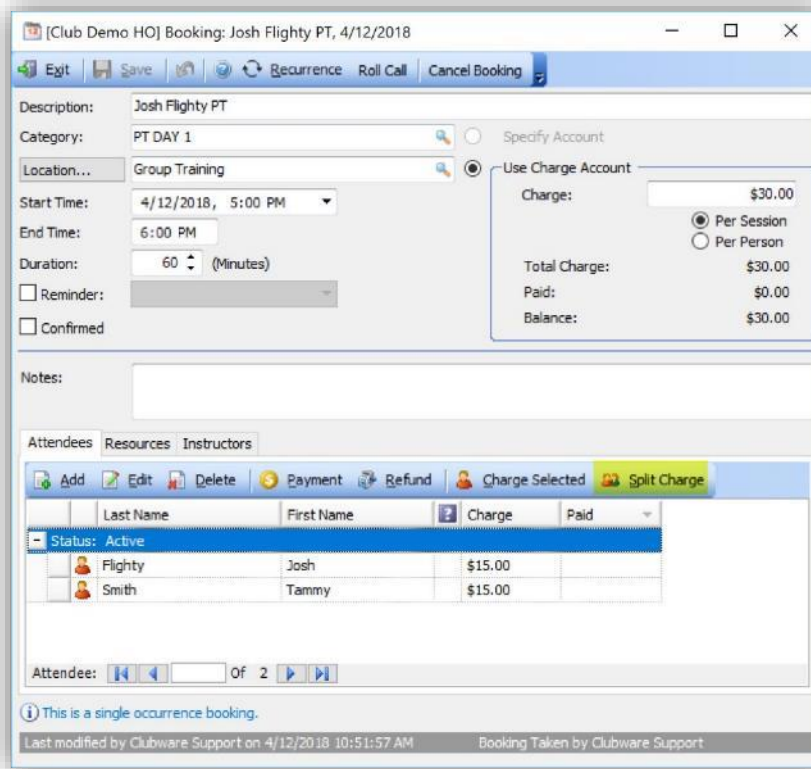 [Club Demo HO] Booking: Josh Flighty PT, 4/12/2018
Exit Save Recurrence Roll Call Cancel Booking
Description: Josh Flighty PT
Category: PT DAY 1 Specify Account
Location... Group Training Use Charge Account
Start Time: 4/12/2018, 5:00 PM Charge: $30.00
Per Session
End Time: 6:00 PM Per Person
Duration: 60 (Minutes) Total Charge: $30.00
Reminder: Paid: $0.00
Confirmed Balance: $30.00
Notes:
Attendees Resources Instructors
Add Edit Delete Payment Refund Charge Selected Split Charge
Last Name First Name ? Charge Paid
Status: Active
Flighty Josh $15.00
Smith Tammy $15.00
Attendee: Of 2
This is a single occurrence booking.
Last modified by Clubware Support on 4/12/2018 10:51:57 AM Booking Taken by Clubware Support